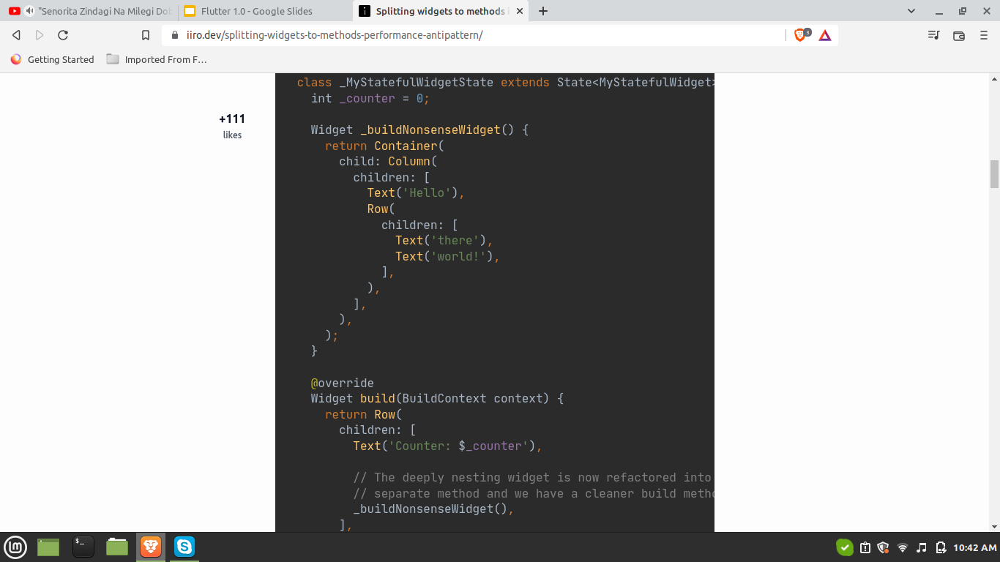 "Senorita Zindagi Na Milegi Dob
Flutter 1.0 - Google Slides
Splitting widgets to methods i
iiro.dev/splitting-widgets-to-methods-performance-antipattern/
3
Getting Started
Imported From F…
+111
likes
class _MyStatefulWidgetState extends State<MyStatefulWidget>
  int _counter = 0;
  Widget _buildNonsenseWidget() {
    return Container(
      child: Column(
        children: [
          Text('Hello'),
          Row(
            children: [
              Text('there'),
              Text('world!'),
            ],
          ),
        ],
      ),
    );
  }
  @override
  Widget build(BuildContext context) {
    return Row(
      children: [
        Text('Counter: $_counter'),
        // The deeply nesting widget is now refactored into
        // separate method and we have a cleaner build metho
        _buildNonsenseWidget(),
      ],
10:42 AM